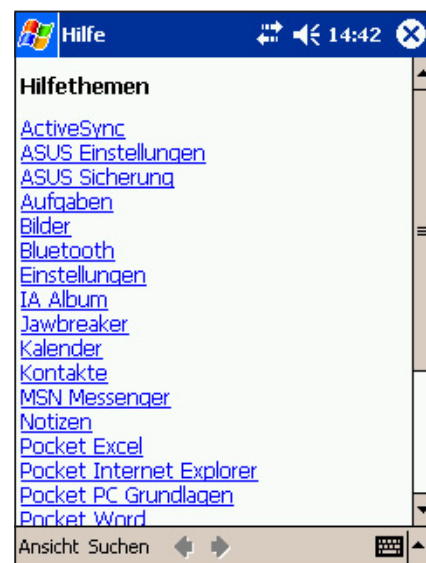 Hilfe 14:42
Hilfethemen
ActiveSync
ASUS Einstellungen
ASUS Sicherung
Aufgaben
Bilder
Bluetooth
Einstellungen
IA Album
Jawbreaker
Kalender
Kontakte
MSN Messenger
Notizen
Pocket Excel
Pocket Internet Explorer
Pocket PC Grundlagen
Pocket Word
Ansicht Suchen